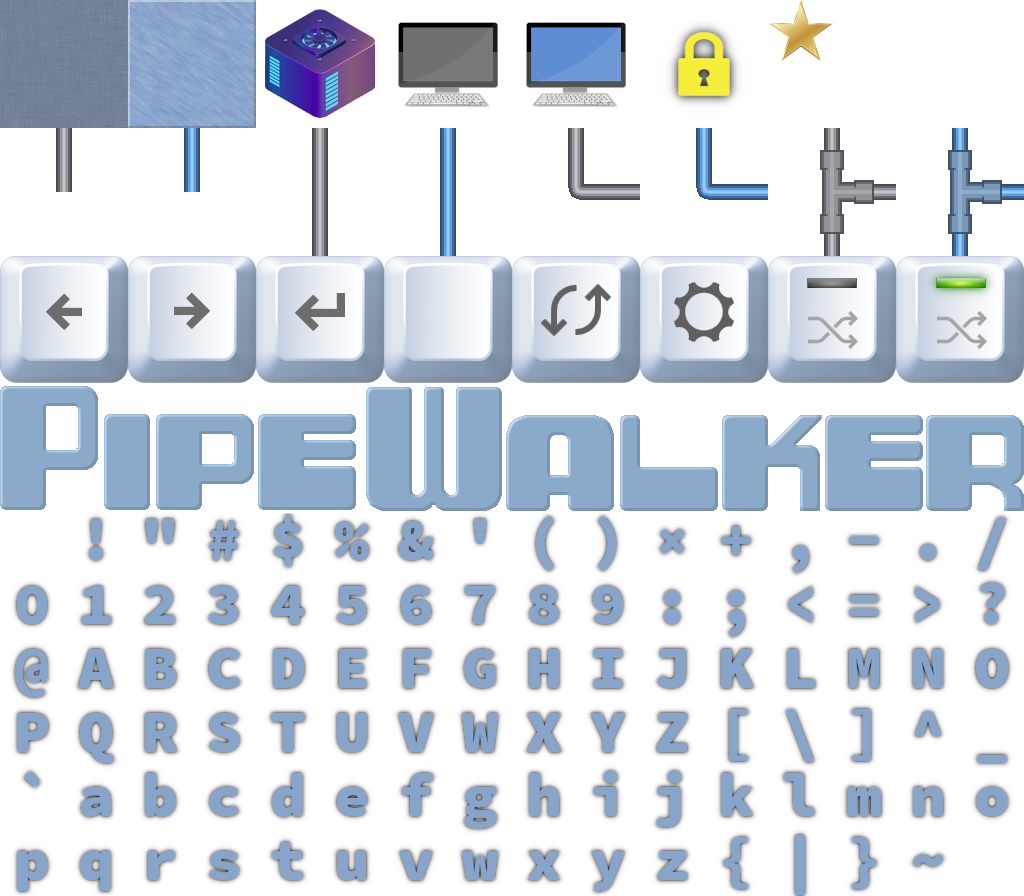 PIPEWALKER
! " # $ % & ' ( ) × + , - . /
0 1 2 3 4 5 6 7 8 9 : ; < = > ?
@ A B C D E F G H I J K L M N O
P Q R S T U V W X Y Z [ \ ] ^ _
` a b c d e f g h i j k l m n o
p q r s t u v w x y z { | } ~